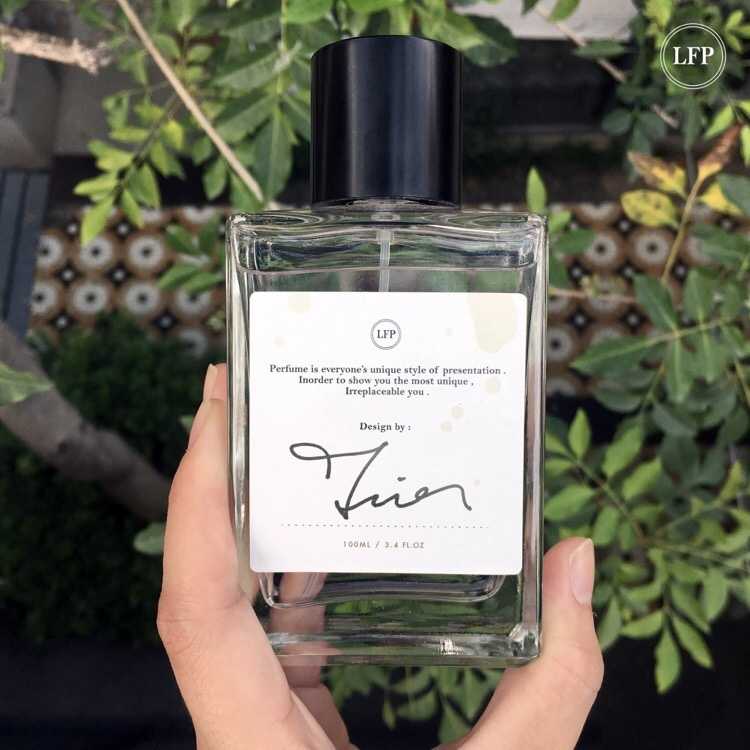 LFP
LFP
Perfume is everyone's unique style of presentation .
Inorder to show you the most unique ,
Irreplaceable you .
Design by :
100ML / 3.4 FL.OZ